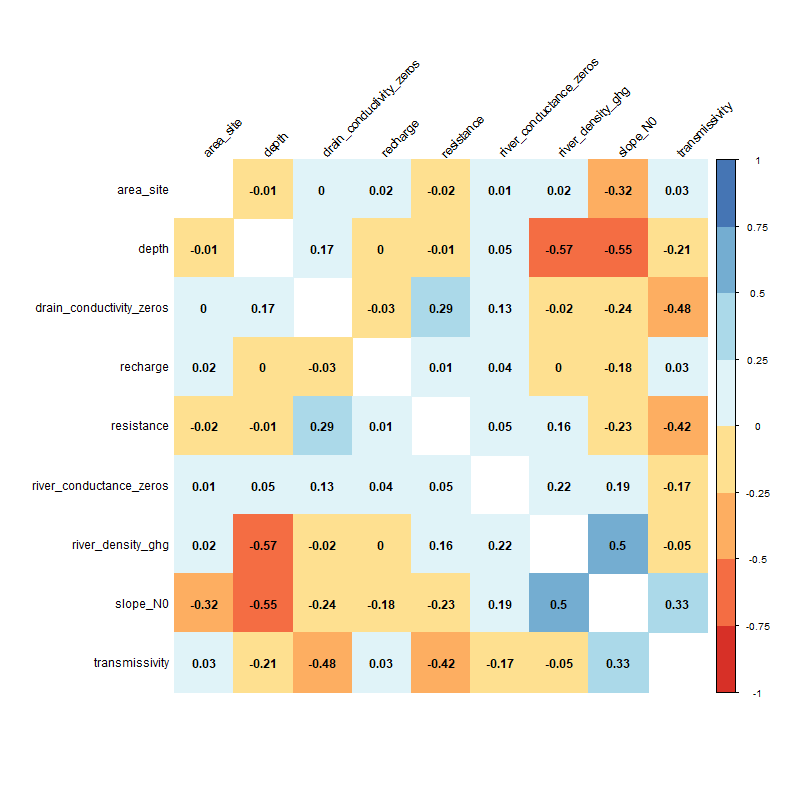 area_site depth drain_conductivity_zeros recharge resistance river_conductance_zeros river_density_ghg slope_N0 transmissivity
area_site -0.01 0 0.02 -0.02 0.01 0.02 -0.32 0.03
depth -0.01 0.17 0 -0.01 0.05 -0.57 -0.55 -0.21
drain_conductivity_zeros 0 0.17 -0.03 0.29 0.13 -0.02 -0.24 -0.48
recharge 0.02 0 -0.03 0.01 0.04 0 -0.18 0.03
resistance -0.02 -0.01 0.29 0.01 0.05 0.16 -0.23 -0.42
river_conductance_zeros 0.01 0.05 0.13 0.04 0.05 0.22 0.19 -0.17
river_density_ghg 0.02 -0.57 -0.02 0 0.16 0.22 0.5 -0.05
slope_N0 -0.32 -0.55 -0.24 -0.18 -0.23 0.19 0.5 0.33
transmissivity 0.03 -0.21 -0.48 0.03 -0.42 -0.17 -0.05 0.33
1
0.75
0.5
0.25
0
-0.25
-0.5
-0.75
-1